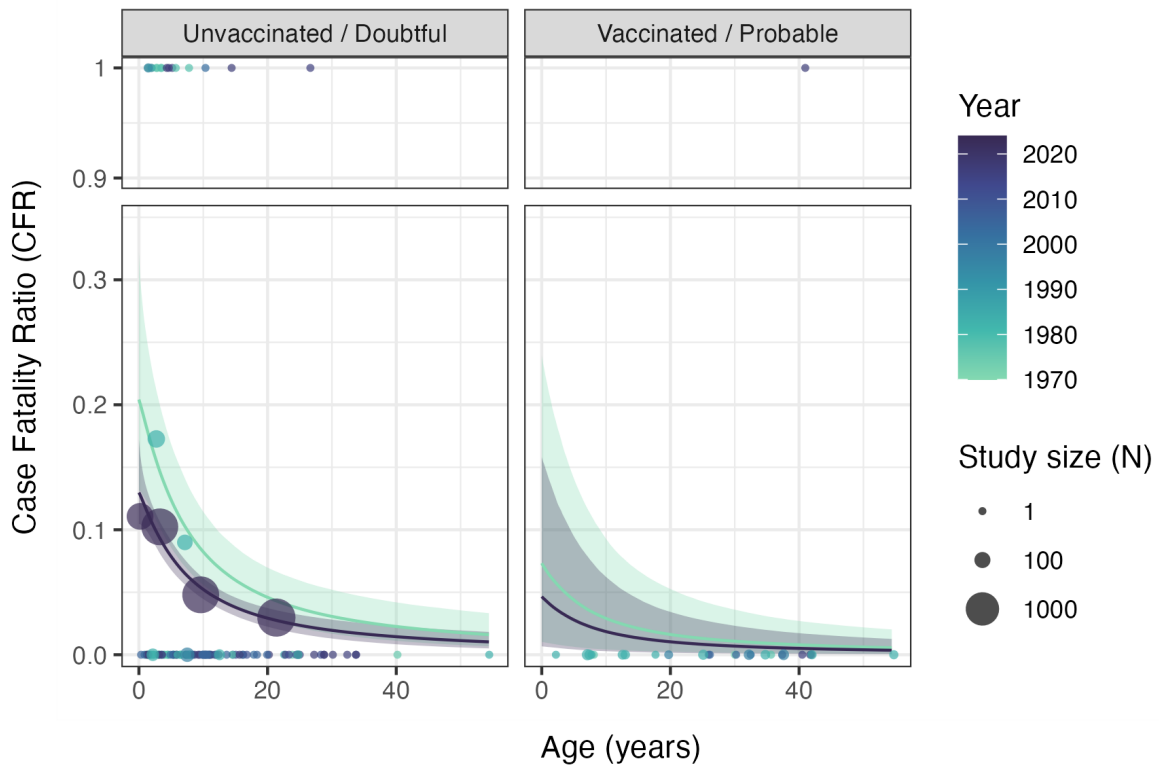 Unvaccinated / Doubtful
Vaccinated / Probable
Case Fatality Ratio (CFR)
1
0.9
0.3
0.2
0.1
0.0
0 20 40
0 20 40
Age (years)
Year
2020
2010
2000
1990
1980
1970
Study size (N)
1
100
1000